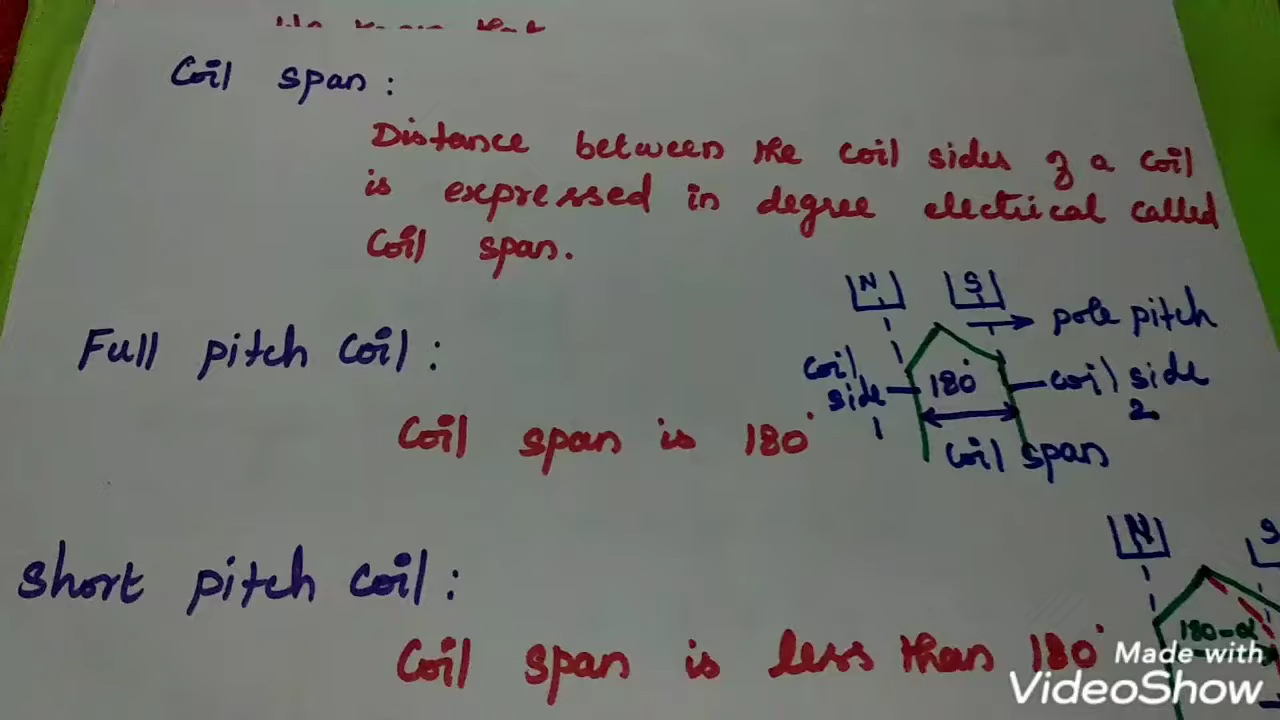 Coil span:
Distance between the coil sides of a coil
is expressed in degree electrical called
Coil span.
N S
pole pitch
Full pitch coil:
coil side 1
180°
coil side 2
Coil span is 180°
coil span
N S
Short pitch coil:
180-α
Coil span is less than 180°
Made with
VideoShow